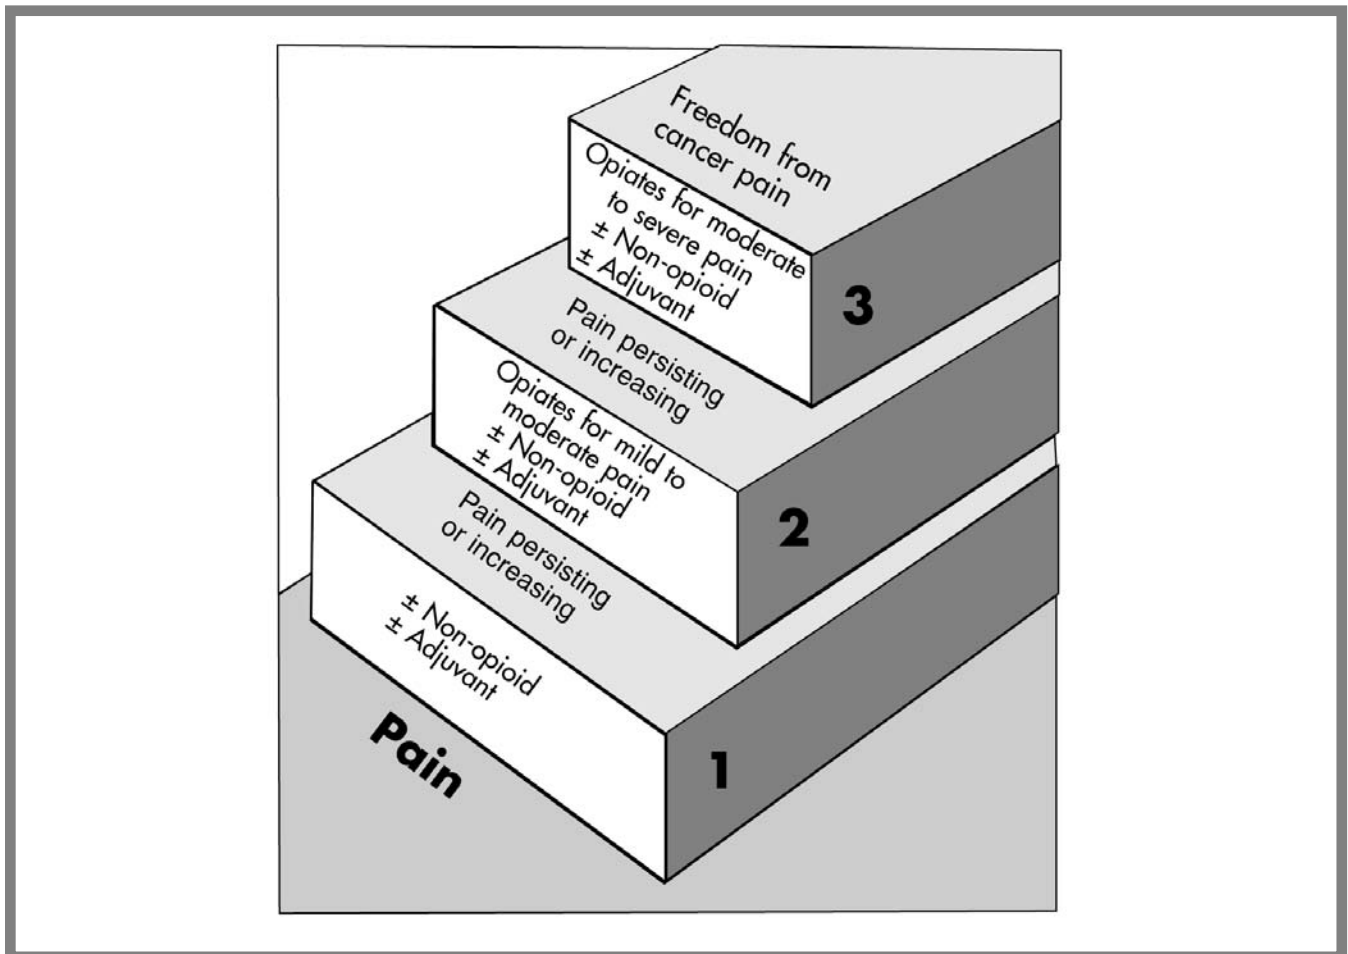 Freedom from
cancer pain
Opiates for moderate
to severe pain
± Non-opioid
± Adjuvant
3
Pain persisting
or increasing
Opiates for mild to
moderate pain
± Non-opioid
± Adjuvant
2
Pain persisting
or increasing
± Non-opioid
± Adjuvant
1
Pain